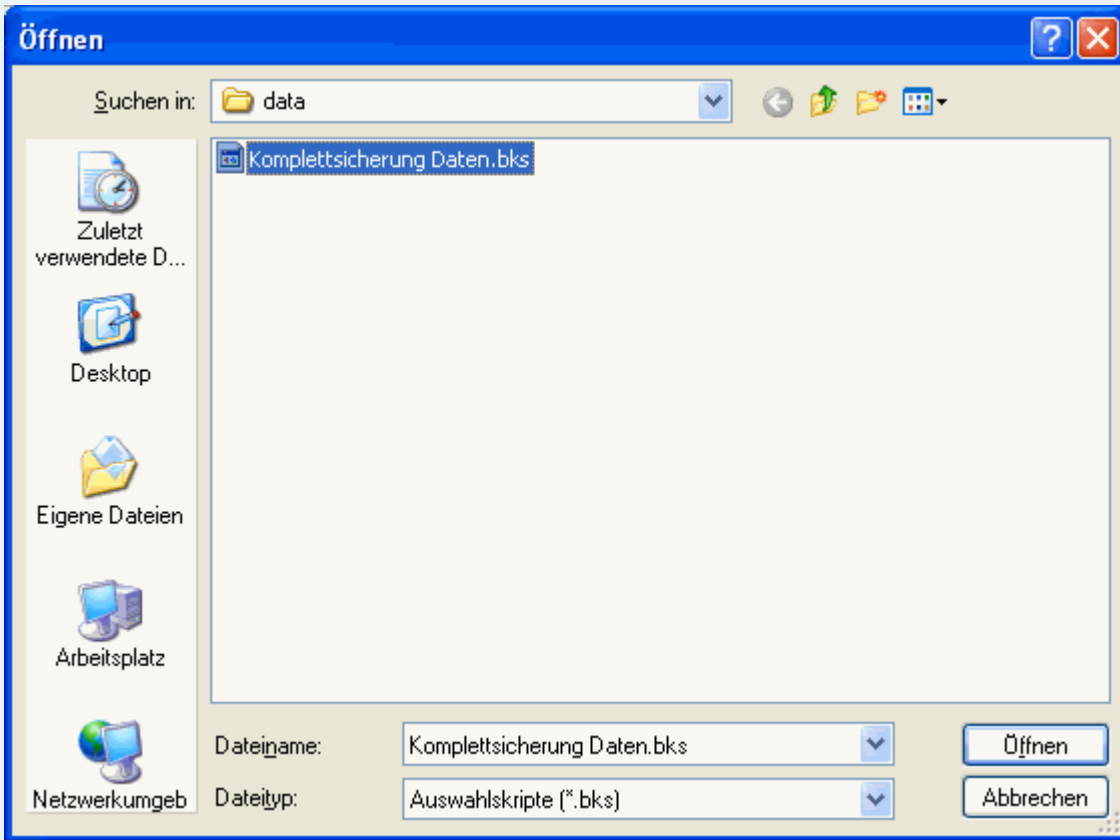 Öffnen
Suchen in:
data
Komplettsicherung Daten.bks
Zuletzt
verwendete D...
Desktop
Eigene Dateien
Arbeitsplatz
Netzwerkumgeb
Dateiname:
Komplettsicherung Daten.bks
Öffnen
Dateityp:
Auswahlskripte (*.bks)
Abbrechen